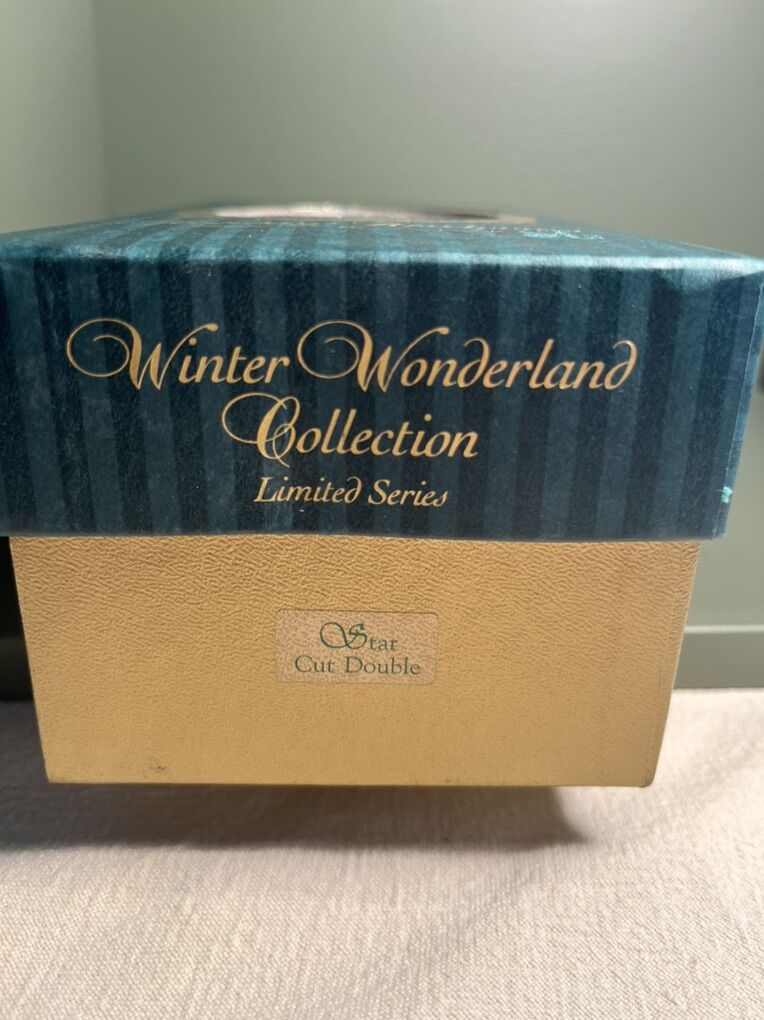 Winter Wonderland
Collection
Limited Series
Star
Cut Double